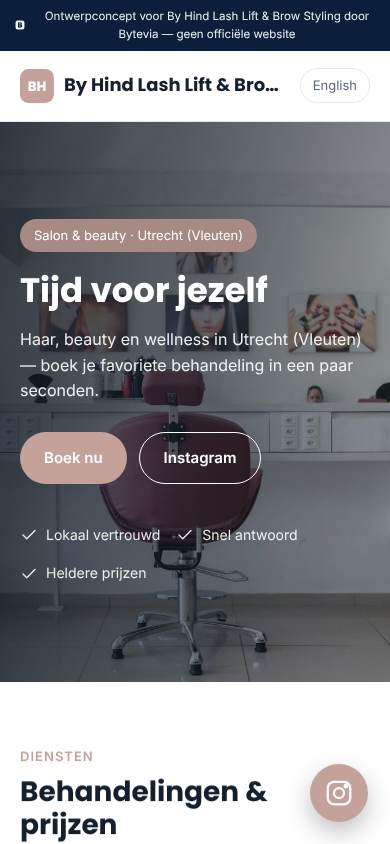 Ontwerpconcept voor By Hind Lash Lift & Brow Styling door
Bytevia — geen officiële website
B
BH
By Hind Lash Lift & Bro...
English
Salon & beauty · Utrecht (Vleuten)
Tijd voor jezelf
Haar, beauty en wellness in Utrecht (Vleuten)
— boek je favoriete behandeling in een paar
seconden.
Boek nu
Instagram
Lokaal vertrouwd
Snel antwoord
Heldere prijzen
DIENSTEN
Behandelingen &
prijzen